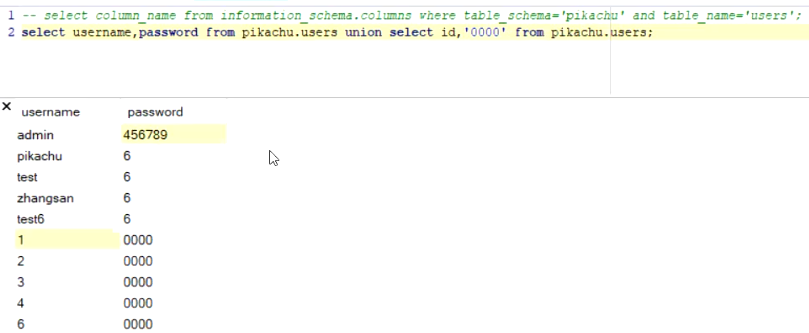 1 -- select column_name from information_schema.columns where table_schema='pikachu' and table_name='users';
2 select username,password from pikachu.users union select id,'0000' from pikachu.users;
username password
admin 456789
pikachu 6
test 6
zhangsan 6
test6 6
1 0000
2 0000
3 0000
4 0000
6 0000